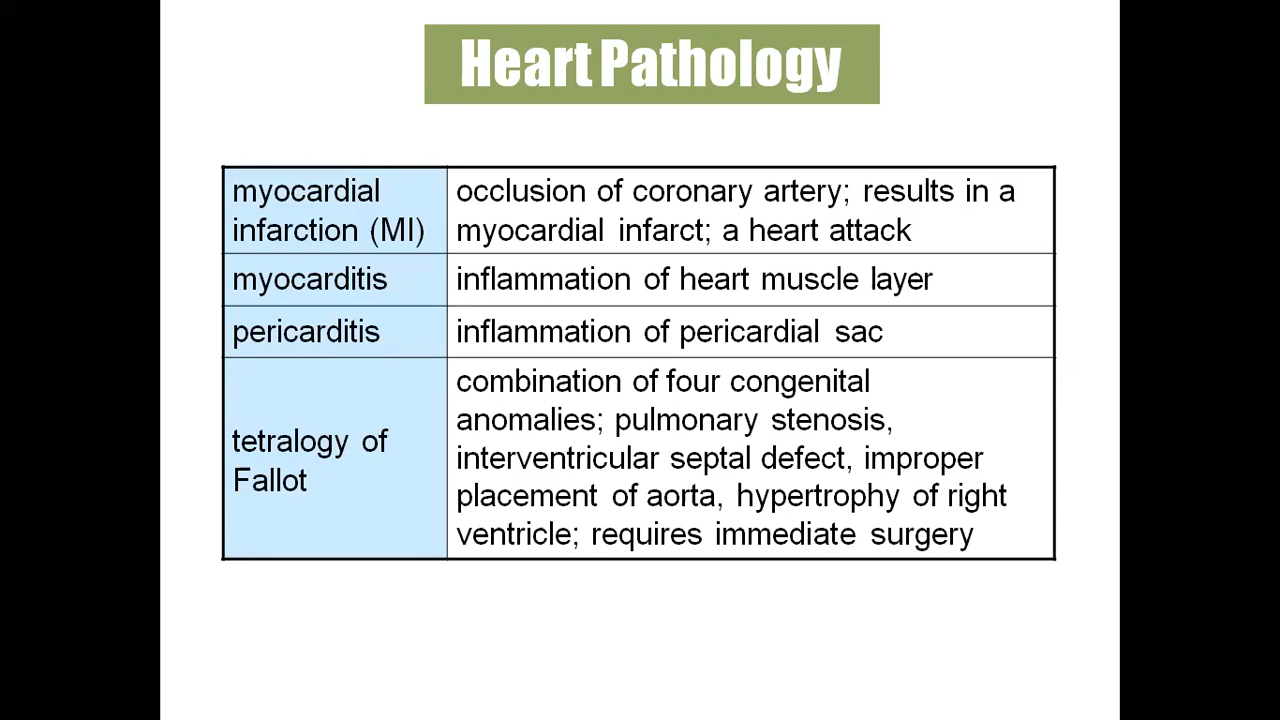 Heart Pathology
myocardial
infarction (MI)
occlusion of coronary artery; results in a
myocardial infarct; a heart attack
myocarditis
inflammation of heart muscle layer
pericarditis
inflammation of pericardial sac
tetralogy of
Fallot
combination of four congenital
anomalies; pulmonary stenosis,
interventricular septal defect, improper
placement of aorta, hypertrophy of right
ventricle; requires immediate surgery